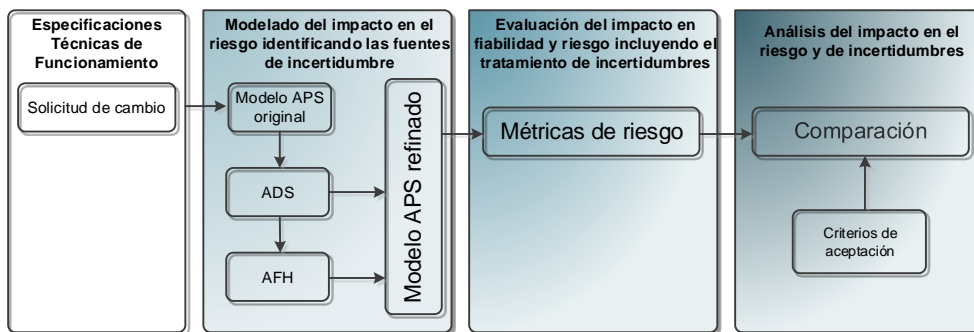 Especificaciones
Técnicas de
Funcionamiento
Solicitud de cambio
Modelado del impacto en el
riesgo identificando las fuentes
de incertidumbre
Modelo APS
original
ADS
AFH
Modelo APS refinado
Evaluación del impacto en
fiabilidad y riesgo incluyendo el
tratamiento de incertidumbres
Métricas de riesgo
Análisis del impacto en el
riesgo y de incertidumbres
Comparación
Criterios de
aceptación